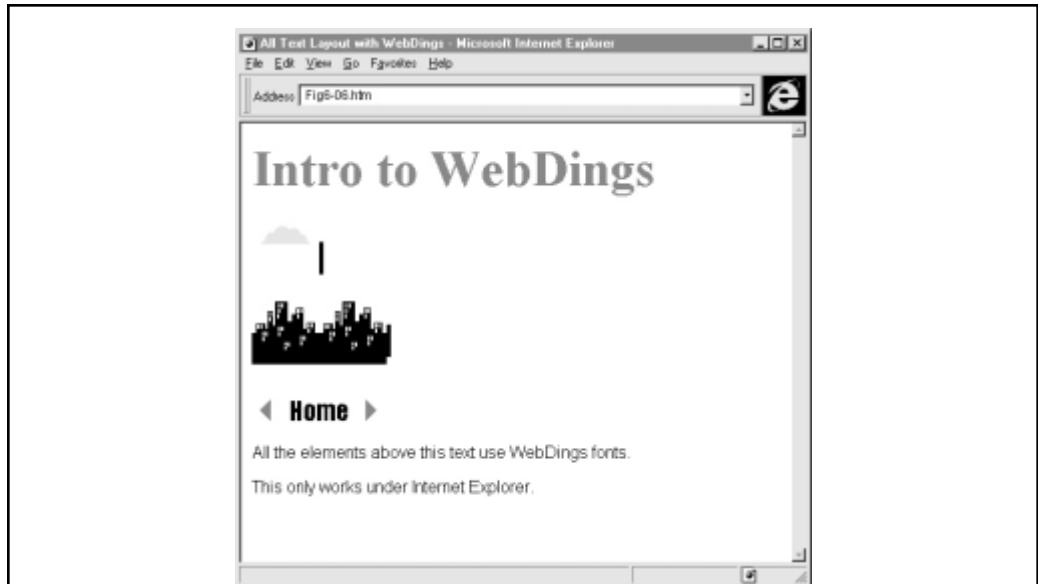 All Text Layout with WebDings - Microsoft Internet Explorer
File Edit View Go Favorites Help
Address Fig6-06.htm
Intro to WebDings
Home
All the elements above this text use WebDings fonts.
This only works under Internet Explorer.